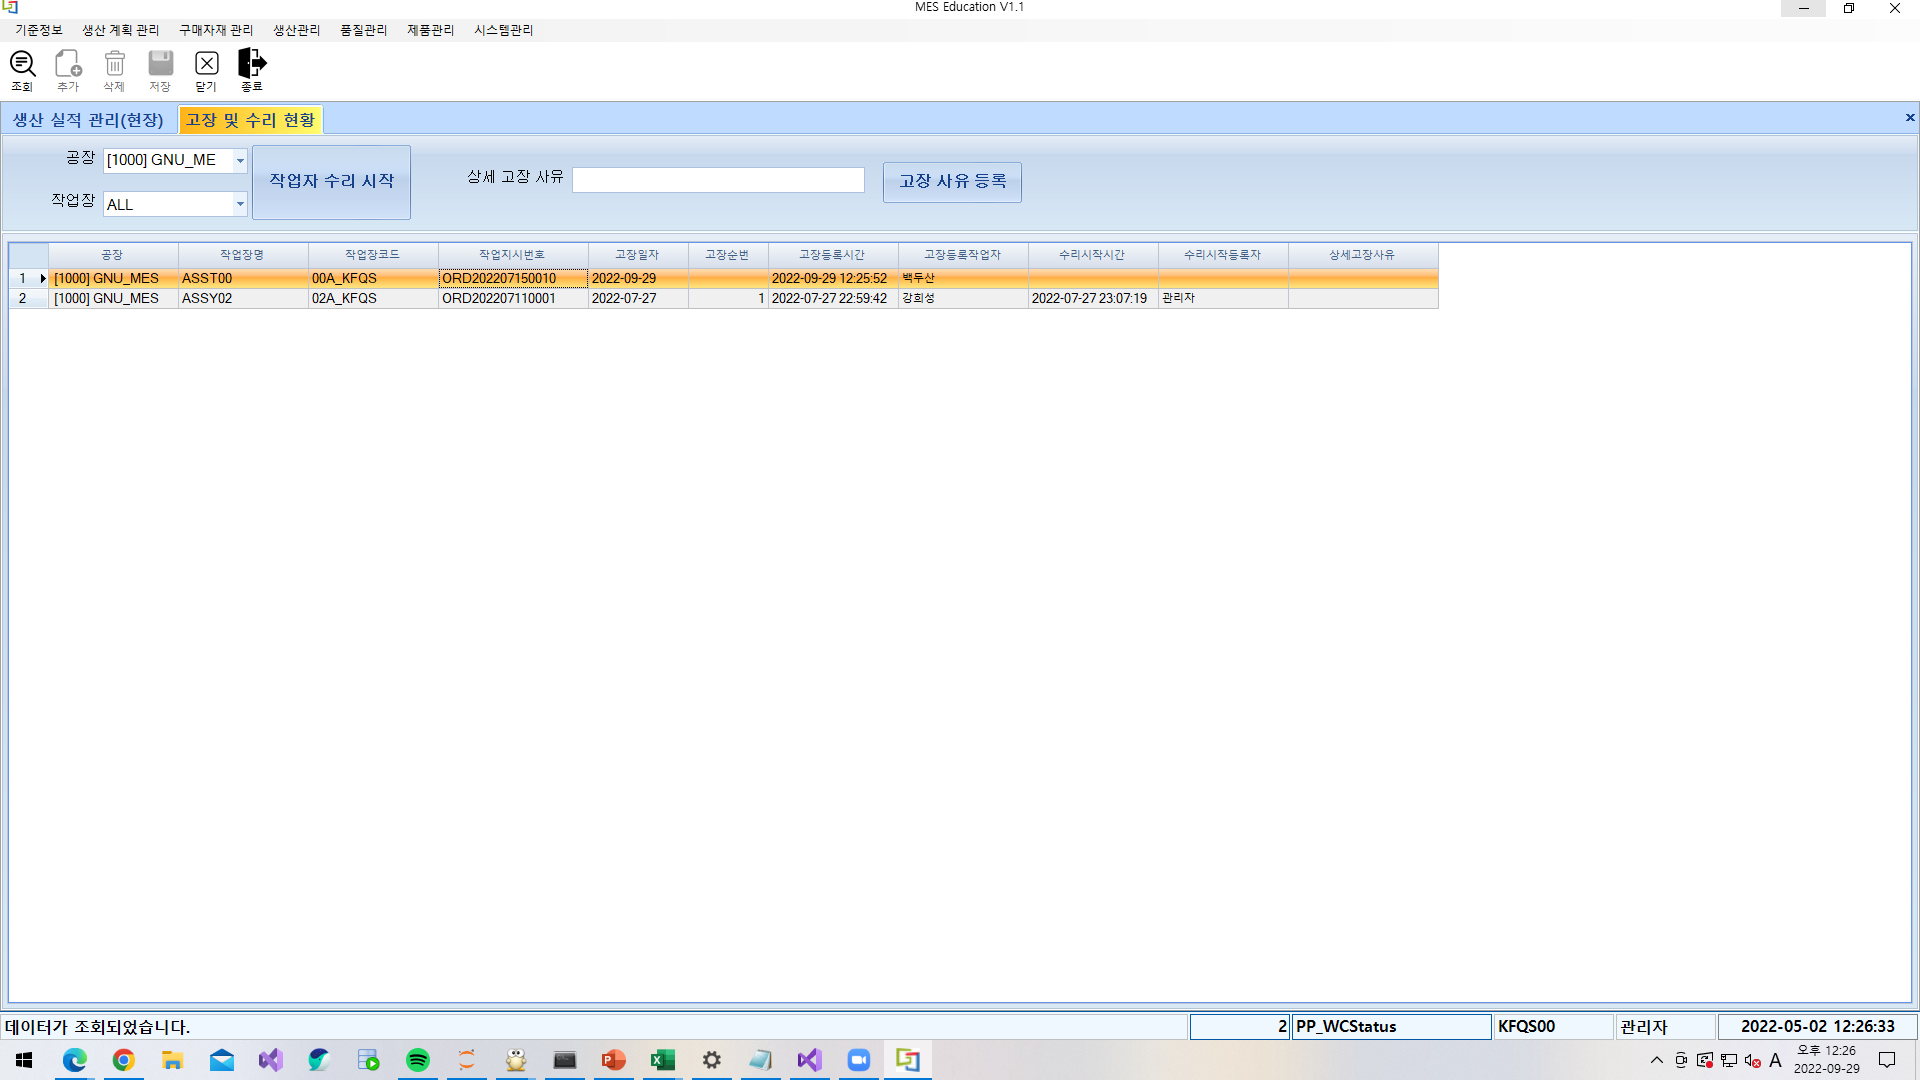 MES Education V1.1
기준정보 생산 계획 관리 구매자재 관리 생산관리 품질관리 제품관리 시스템관리
조회 추가 삭제 저장 닫기 종료
생산 실적 관리(현장) 고장 및 수리 현황
공장 [1000] GNU_ME
작업장 ALL
작업자 수리 시작
상세 고장 사유
고장 사유 등록
공장 작업장명 작업장코드 작업지시번호 고장일자 고장순번 고장등록시간 고장등록작업자 수리시작시간 수리시작등록자 상세고장사유
1 [1000] GNU_MES ASST00 00A_KFQS ORD202207150010 2022-09-29 2022-09-29 12:25:52 백두산
2 [1000] GNU_MES ASSY02 02A_KFQS ORD202207110001 2022-07-27 1 2022-07-27 22:59:42 강희성 2022-07-27 23:07:19 관리자
데이터가 조회되었습니다. 2 PP_WCStatus KFQS00 관리자 2022-05-02 12:26:33
A 오후 12:26
2022-09-29